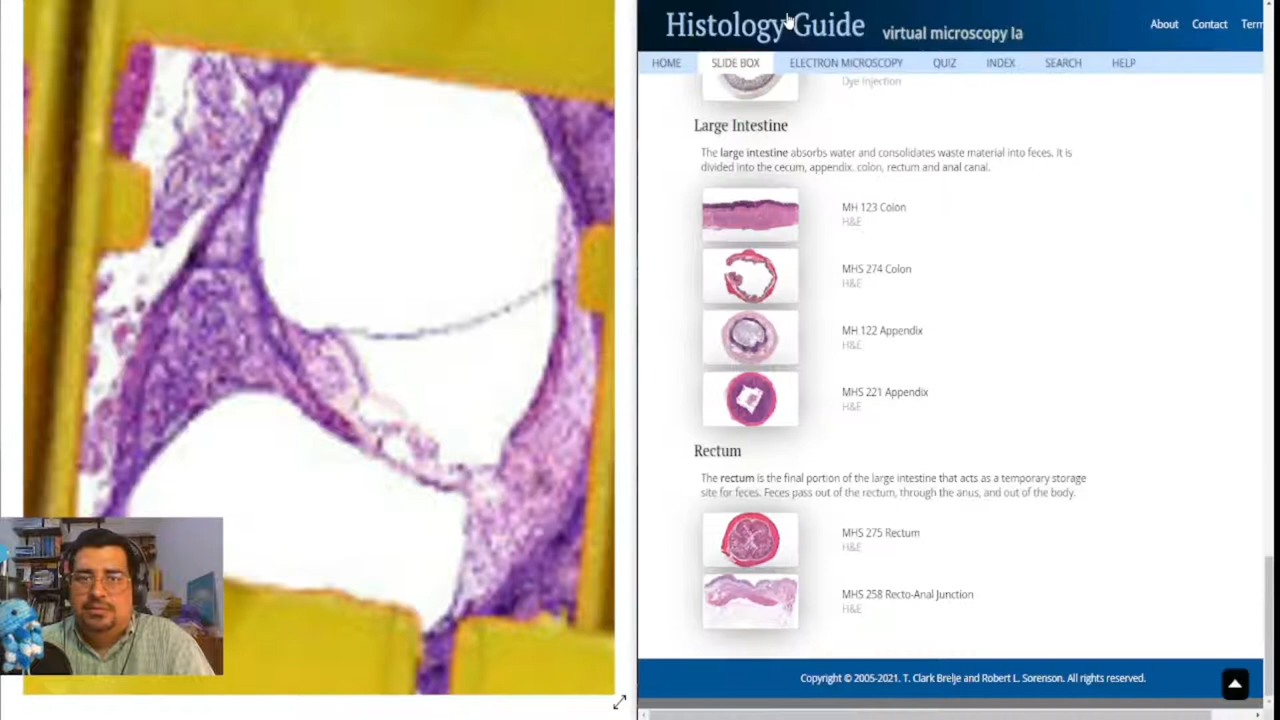 Histology Guide virtual microscopy la
About Contact Term
HOME SLIDE BOX ELECTRON MICROSCOPY QUIZ INDEX SEARCH HELP
Dye Injection
Large Intestine
The large intestine absorbs water and consolidates waste material into feces. It is
divided into the cecum, appendix. colon, rectum and anal canal.
MH 123 Colon
H&E
MHS 274 Colon
H&E
MH 122 Appendix
H&E
MHS 221 Appendix
H&E
Rectum
The rectum is the final portion of the large intestine that acts as a temporary storage
site for feces. Feces pass out of the rectum, through the anus, and out of the body.
MHS 275 Rectum
H&E
MHS 258 Recto-Anal Junction
H&E
Copyright © 2005-2021. T. Clark Brelje and Robert L. Sorenson. All rights reserved.